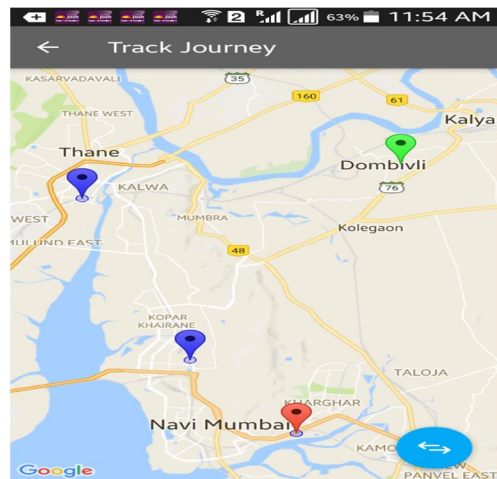 2 R 63% 11:54 AM
Track Journey
KASARVADAVALI
35
160
61
THANE WEST
Kalya
Thane
Dombivli
KALWA
76
WEST
MUMBRA
Kolegaon
MULUND EAST
48
KOPAR
KHAIRANE
TALOJA
KHARGHAR
Navi Mumbai
KAMO
Google
PANVEL EAST